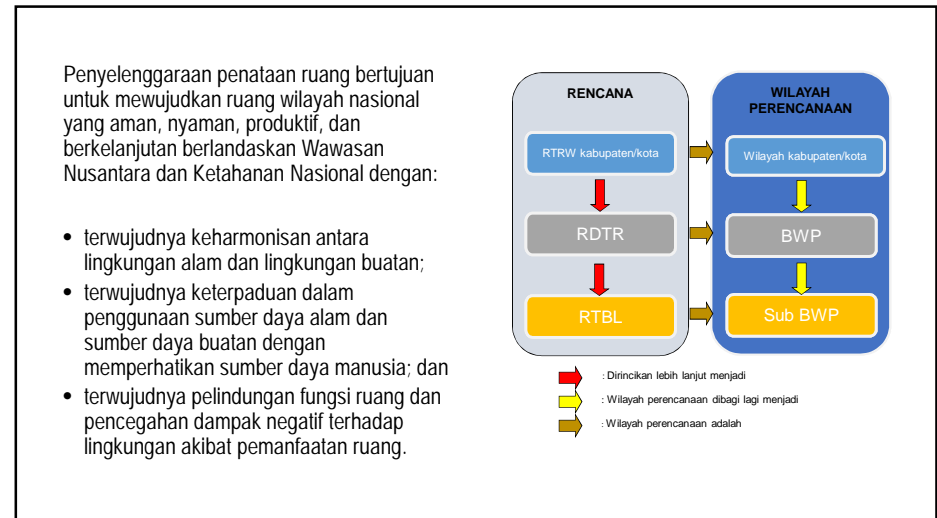 Penyelenggaraan penataan ruang bertujuan
untuk mewujudkan ruang wilayah nasional
yang aman, nyaman, produktif, dan
berkelanjutan berlandaskan Wawasan
Nusantara dan Ketahanan Nasional dengan:
• terwujudnya keharmonisan antara
lingkungan alam dan lingkungan buatan;
• terwujudnya keterpaduan dalam
penggunaan sumber daya alam dan
sumber daya buatan dengan
memperhatikan sumber daya manusia; dan
• terwujudnya pelindungan fungsi ruang dan
pencegahan dampak negatif terhadap
lingkungan akibat pemanfaatan ruang.
RENCANA
RTRW kabupaten/kota
RDTR
RTBL
WILAYAH
PERENCANAAN
Wilayah kabupaten/kota
BWP
Sub BWP
: Dirincikan lebih lanjut menjadi
: Wilayah perencanaan dibagi lagi menjadi
: Wilayah perencanaan adalah